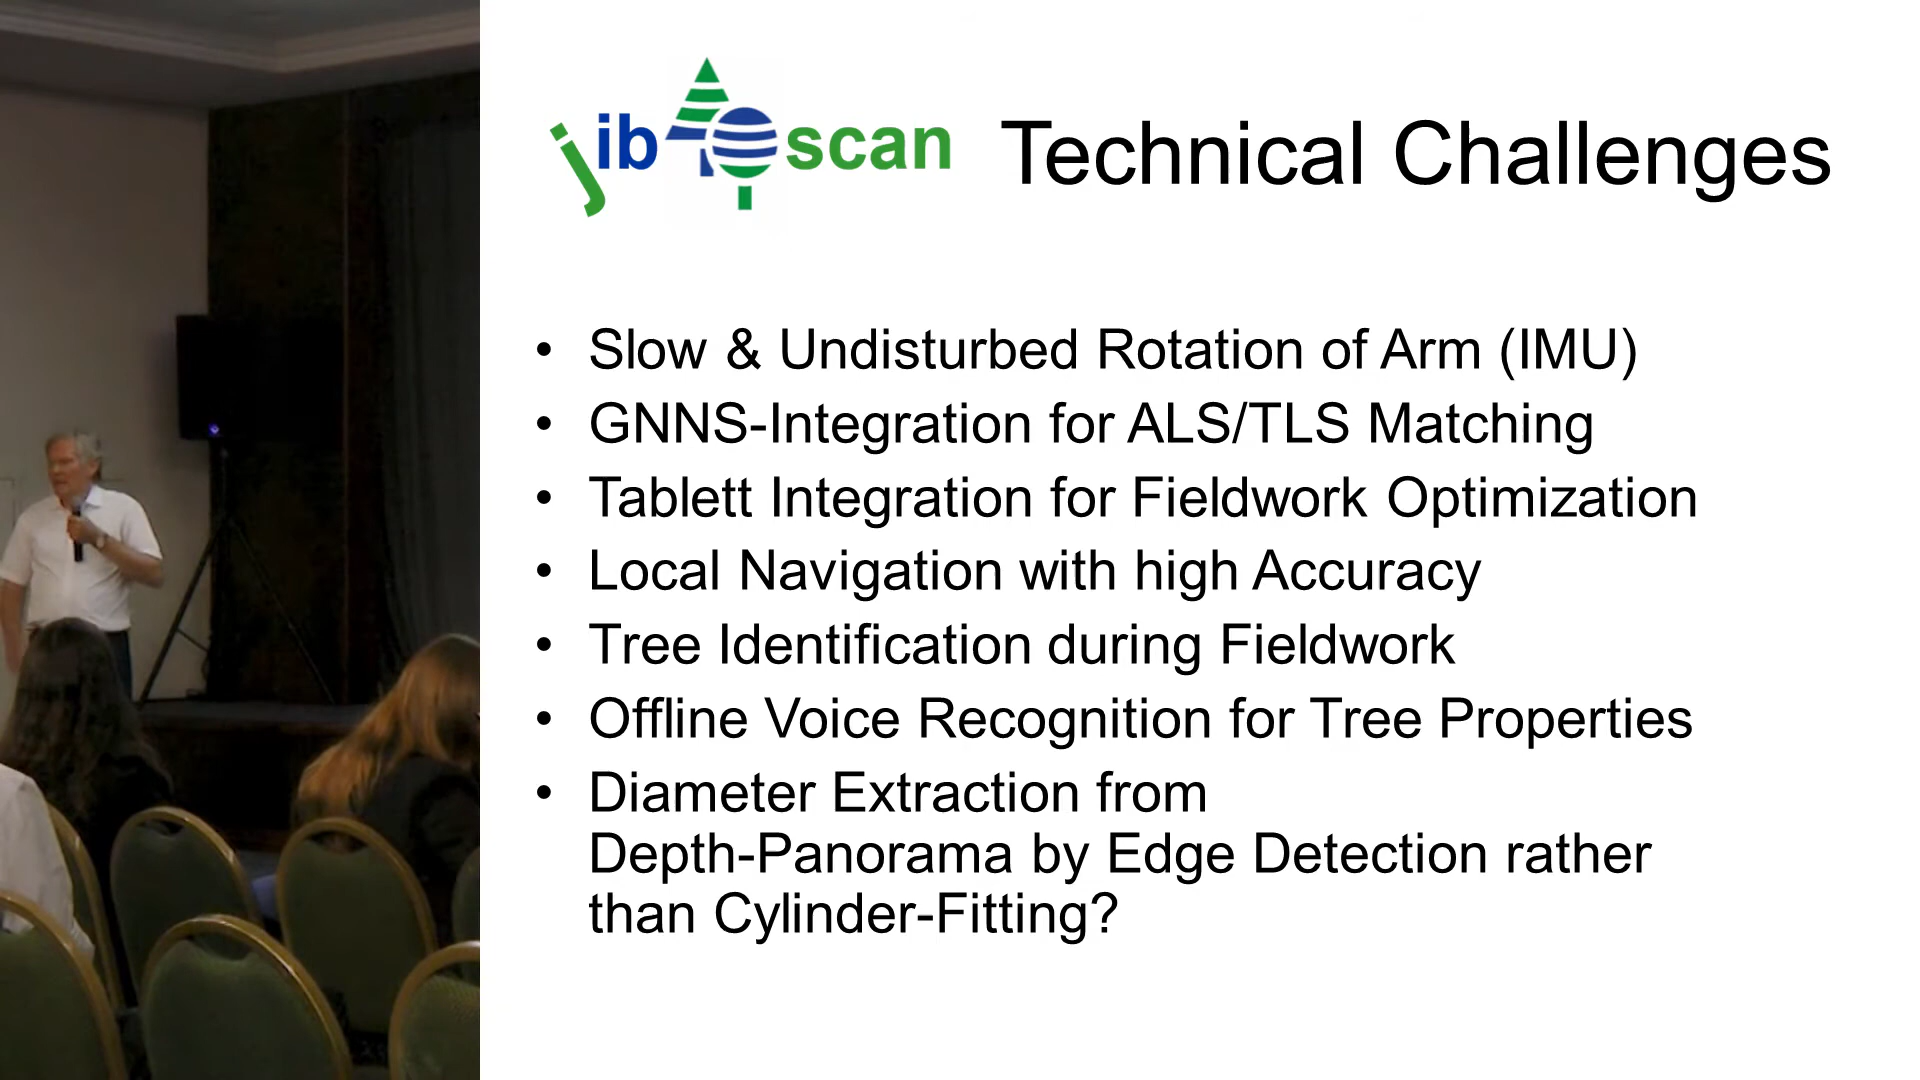 jib scan
Technical Challenges
• Slow & Undisturbed Rotation of Arm (IMU)
• GNNS-Integration for ALS/TLS Matching
• Tablett Integration for Fieldwork Optimization
• Local Navigation with high Accuracy
• Tree Identification during Fieldwork
• Offline Voice Recognition for Tree Properties
• Diameter Extraction from
Depth-Panorama by Edge Detection rather
than Cylinder-Fitting?